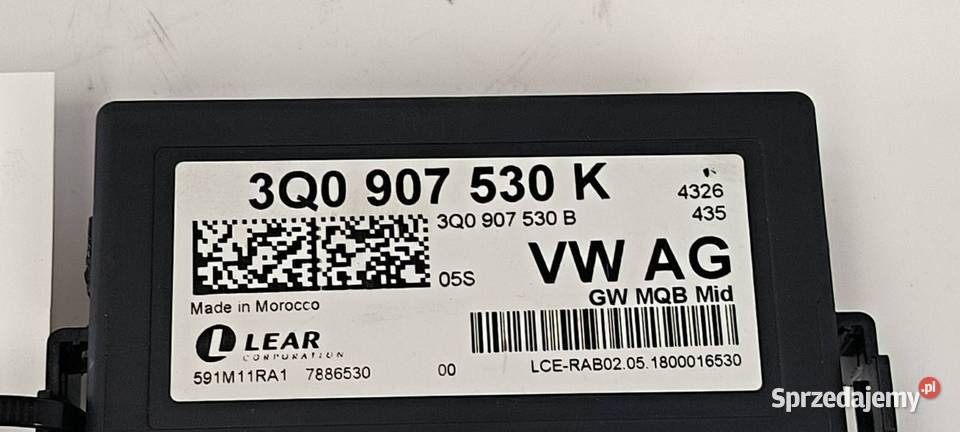 3Q0 907 530 K
4326
3Q0 907 530 B
435
05S
VW AG
GW MQB Mid
Made in Morocco
LEAR
CORPORATION
591M11RA1 7886530 00
LCE-RAB02.05.1800016530
Sprzedajemy.pl